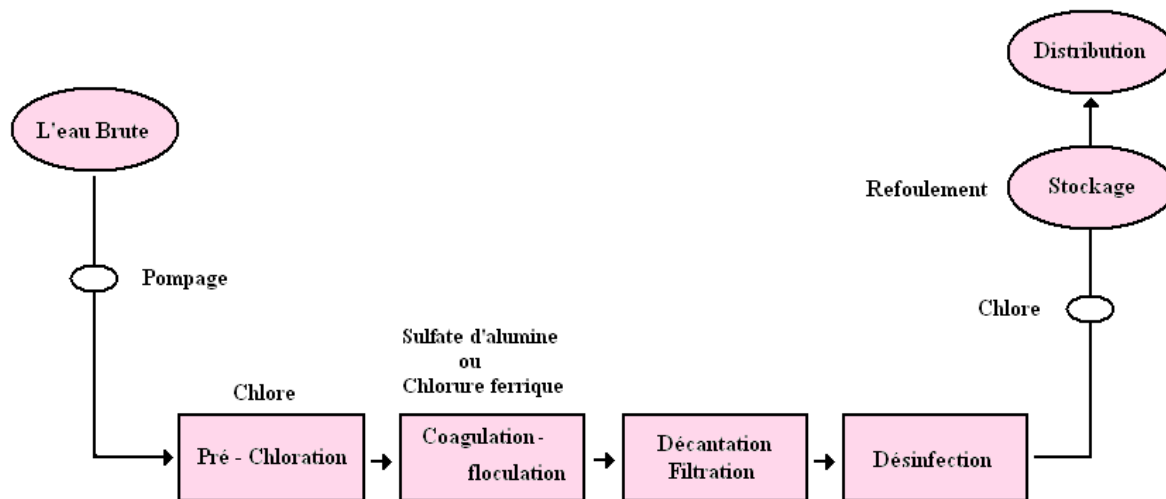 L'eau Brute
Pompage
Chlore
Pré - Chloration
Sulfate d'alumine
ou
Chlorure ferrique
Coagulation -
floculation
Décantation
Filtration
Désinfection
Chlore
Refoulement
Stockage
Distribution